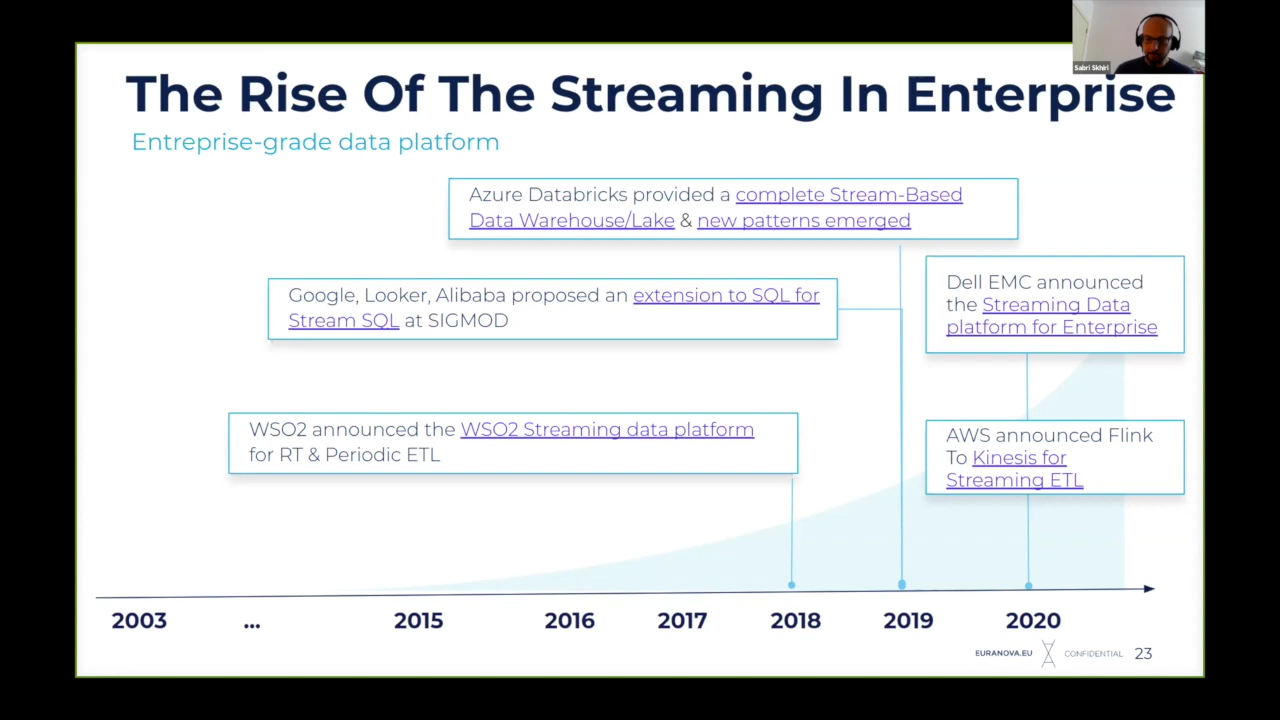 Sabri Skhiri
The Rise Of The Streaming In Enterprise
Entreprise-grade data platform
Azure Databricks provided a complete Stream-Based
Data Warehouse/Lake & new patterns emerged
Google, Looker, Alibaba proposed an extension to SQL for
Stream SQL at SIGMOD
Dell EMC announced
the Streaming Data
platform for Enterprise
WSO2 announced the WSO2 Streaming data platform
for RT & Periodic ETL
AWS announced Flink
To Kinesis for
Streaming ETL
2003 ... 2015 2016 2017 2018 2019 2020
EURANOVA.EU CONFIDENTIAL 23